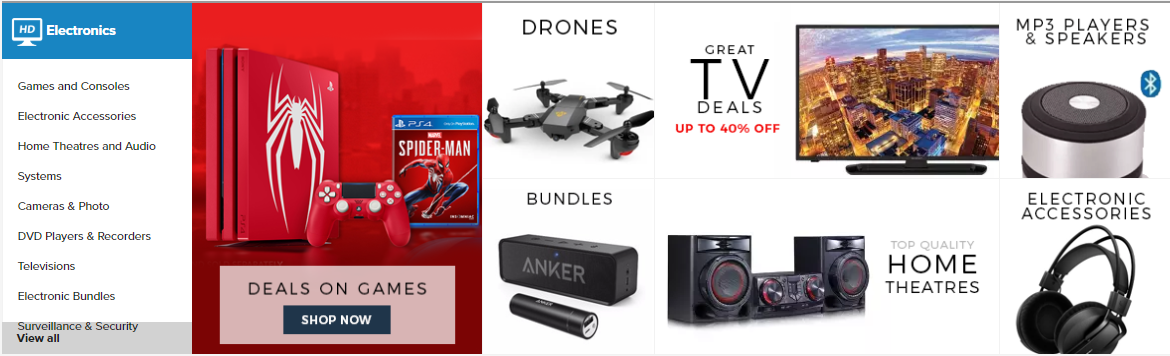 HD
Electronics
Games and Consoles
Electronic Accessories
Home Theatres and Audio
Systems
Cameras & Photo
DVD Players & Recorders
Televisions
Electronic Bundles
Surveillance & Security
View all
PS4
MARVEL
SPIDER-MAN
DEALS ON GAMES
SHOP NOW
DRONES
GREAT
TV
DEALS
UP TO 40% OFF
MP3 PLAYERS
& SPEAKERS
BUNDLES
ANKER
ANKER
TOP QUALITY
HOME
THEATRES
ELECTRONIC
ACCESSORIES